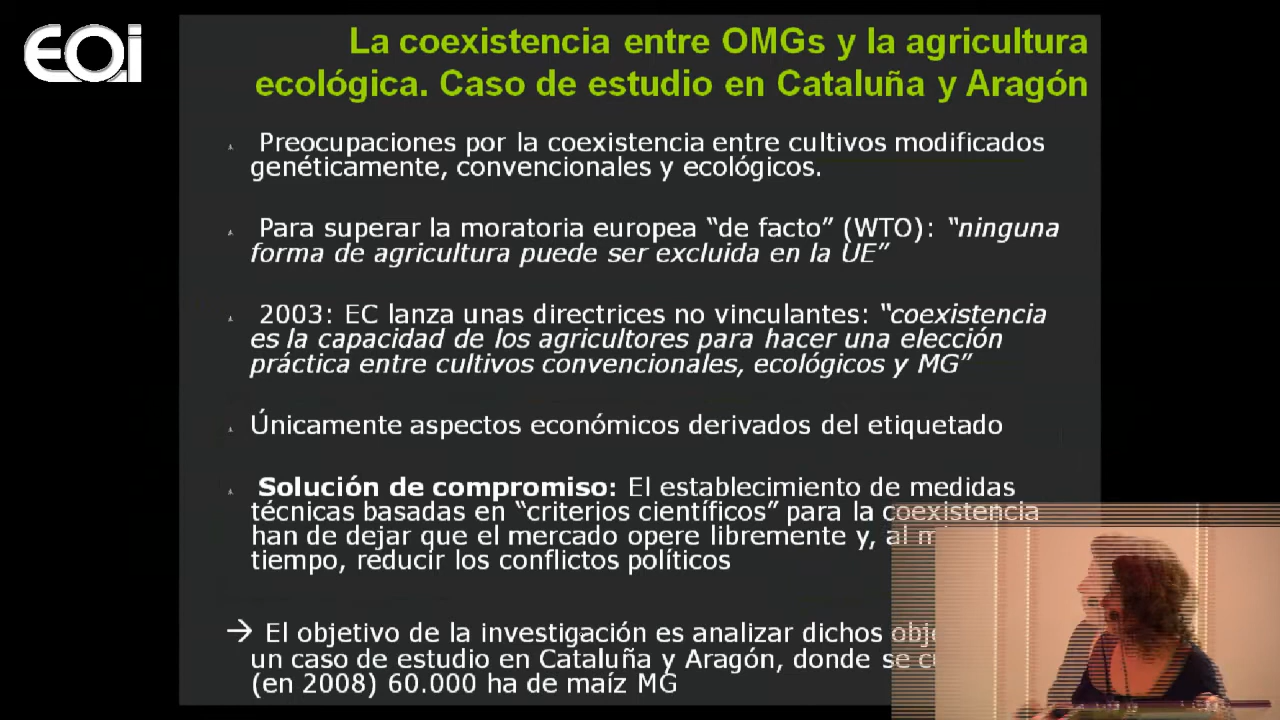 EOi
La coexistencia entre OMGs y la agricultura
ecológica. Caso de estudio en Cataluña y Aragón
Preocupaciones por la coexistencia entre cultivos modificados
genéticamente, convencionales y ecológicos.
Para superar la moratoria europea “de facto” (WTO): “ninguna
forma de agricultura puede ser excluida en la UE”
2003: EC lanza unas directrices no vinculantes: “coexistencia
es la capacidad de los agricultores para hacer una elección
práctica entre cultivos convencionales, ecológicos y MG”
Únicamente aspectos económicos derivados del etiquetado
Solución de compromiso: El establecimiento de medidas
técnicas basadas en “criterios científicos” para la coexistencia
han de dejar que el mercado opere libremente y, al
tiempo, reducir los conflictos políticos
→ El objetivo de la investigación es analizar dichos
un caso de estudio en Cataluña y Aragón, donde se
(en 2008) 60.000 ha de maíz MG